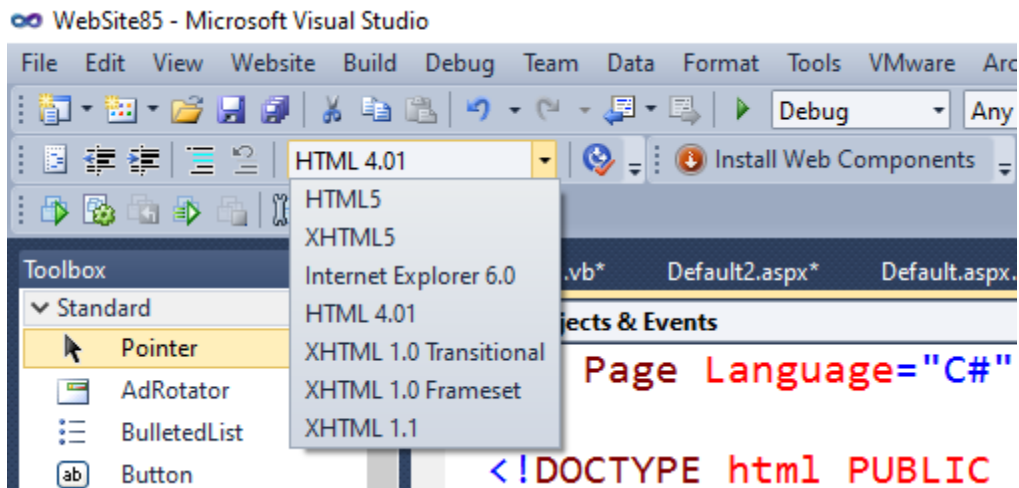 WebSite85 - Microsoft Visual Studio
File Edit View Website Build Debug Team Data Format Tools VMware Arc
Debug Any
HTML 4.01 Install Web Components
HTML5
XHTML5
Internet Explorer 6.0
HTML 4.01
XHTML 1.0 Transitional
XHTML 1.0 Frameset
XHTML 1.1
Toolbox .vb* Default2.aspx* Default.aspx.
Standard jects & Events
Pointer Page Language="C#"
AdRotator
BulletedList
ab Button <!DOCTYPE html PUBLIC